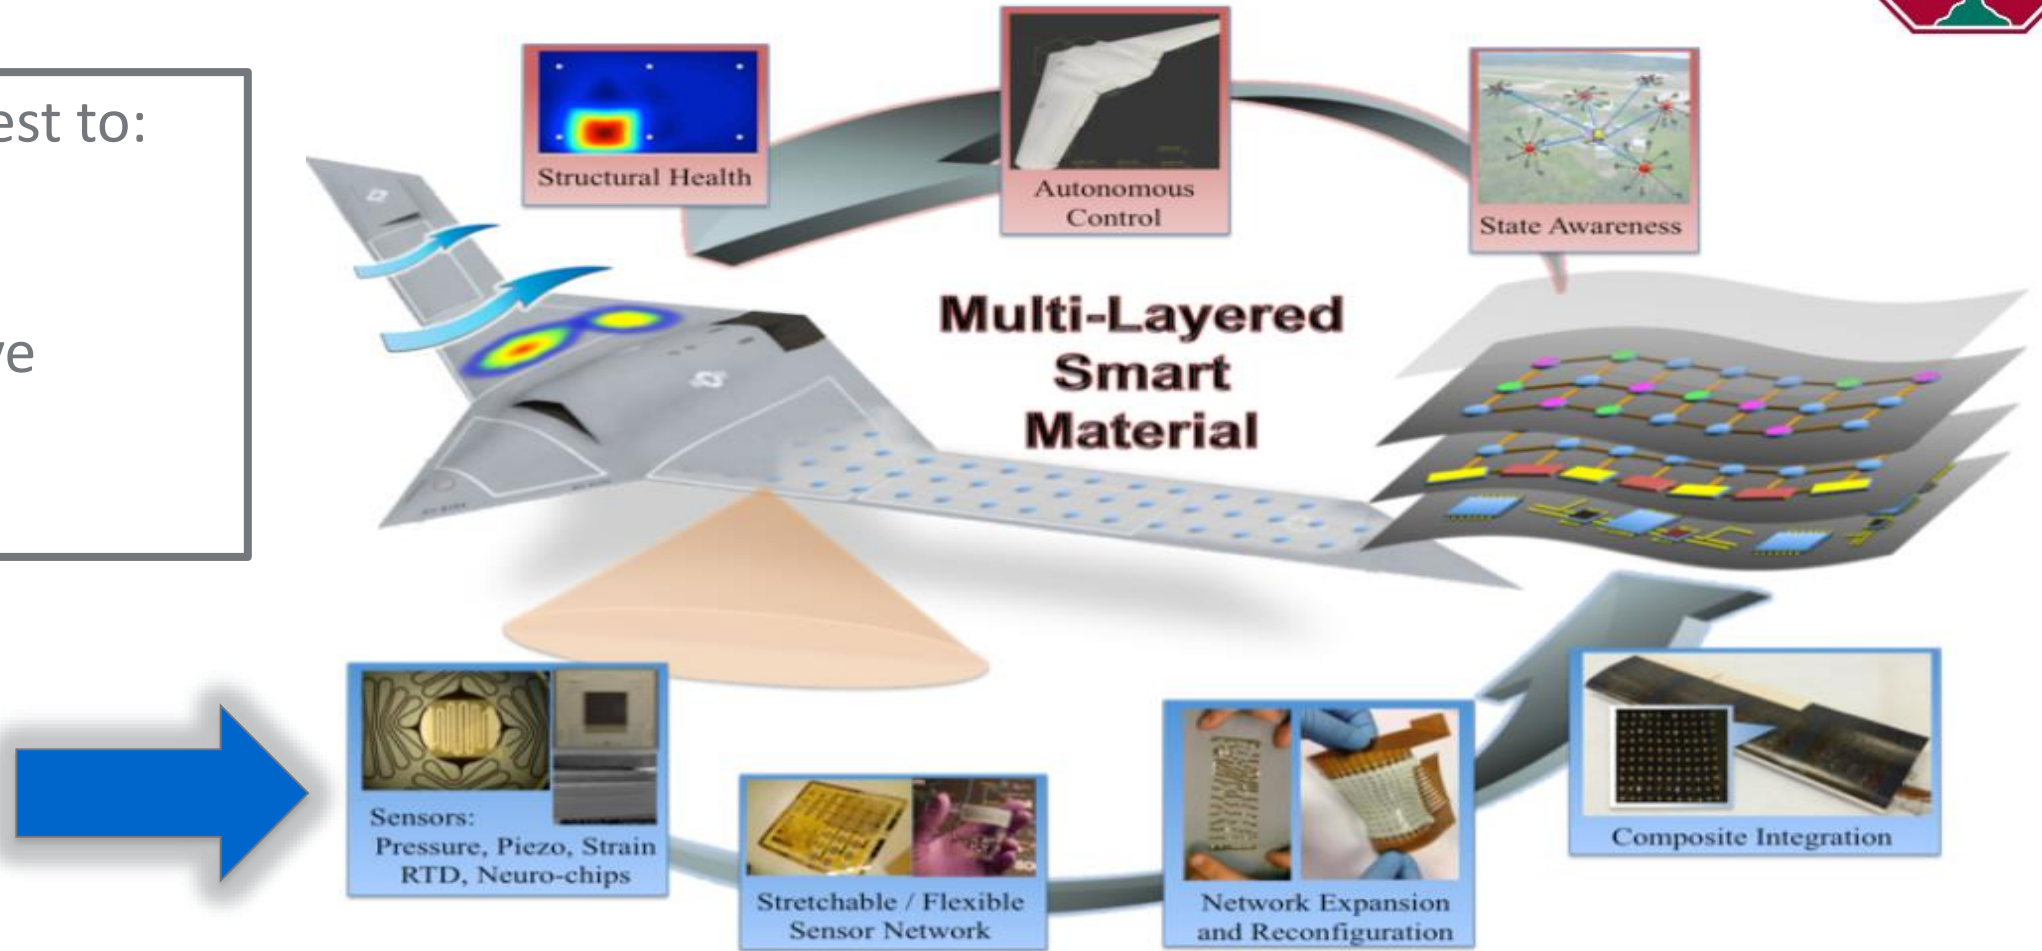 est to:
ve
Structural Health
Autonomous
Control
State Awareness
Multi-Layered
Smart
Material
Sensors:
Pressure, Piezo, Strain
RTD, Neuro-chips
Stretchable / Flexible
Sensor Network
Network Expansion
and Reconfiguration
Composite Integration